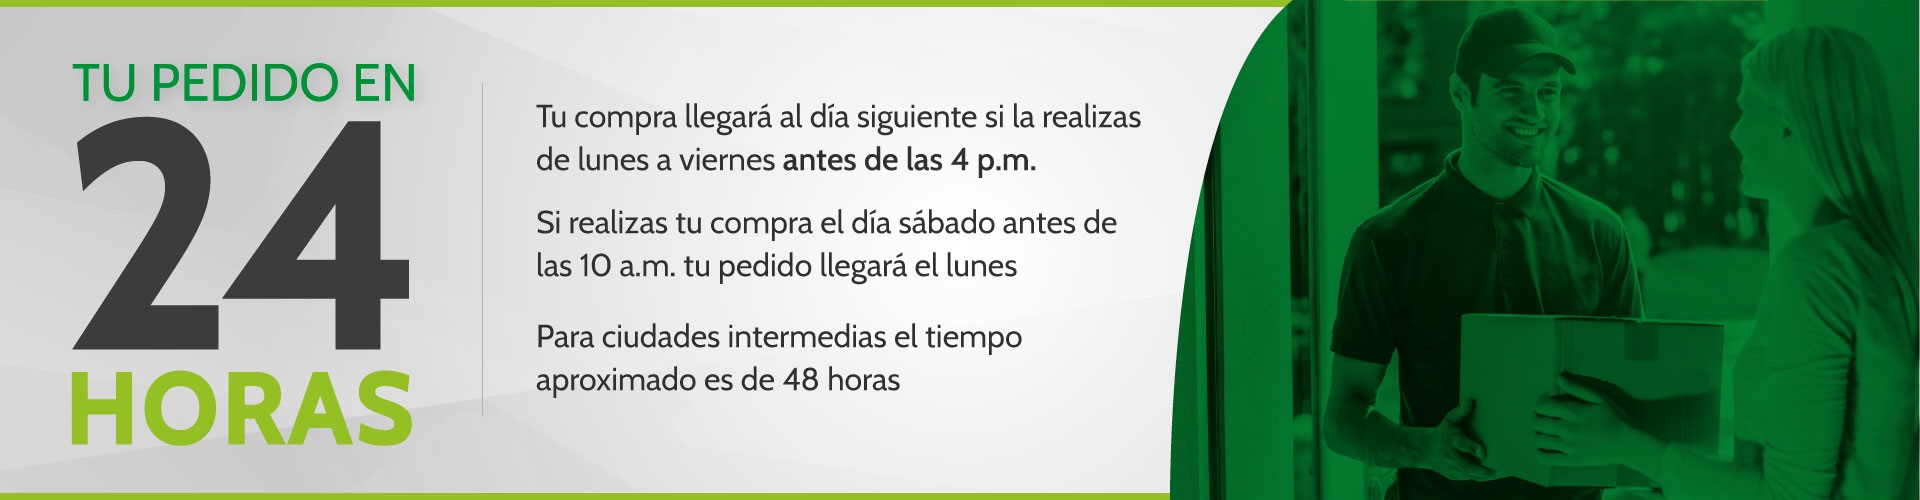 TU PEDIDO EN
24
HORAS
Tu compra llegará al día siguiente si la realizas
de lunes a viernes antes de las 4 p.m.
Si realizas tu compra el día sábado antes de
las 10 a.m. tu pedido llegará el lunes
Para ciudades intermedias el tiempo
aproximado es de 48 horas